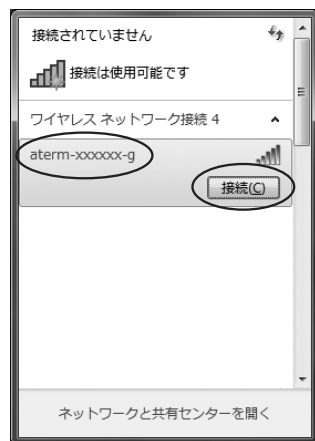 接続されていません
接続は使用可能です
ワイヤレス ネットワーク接続 4
aterm-xxxxxx-g
接続(C)
ネットワークと共有センターを開く